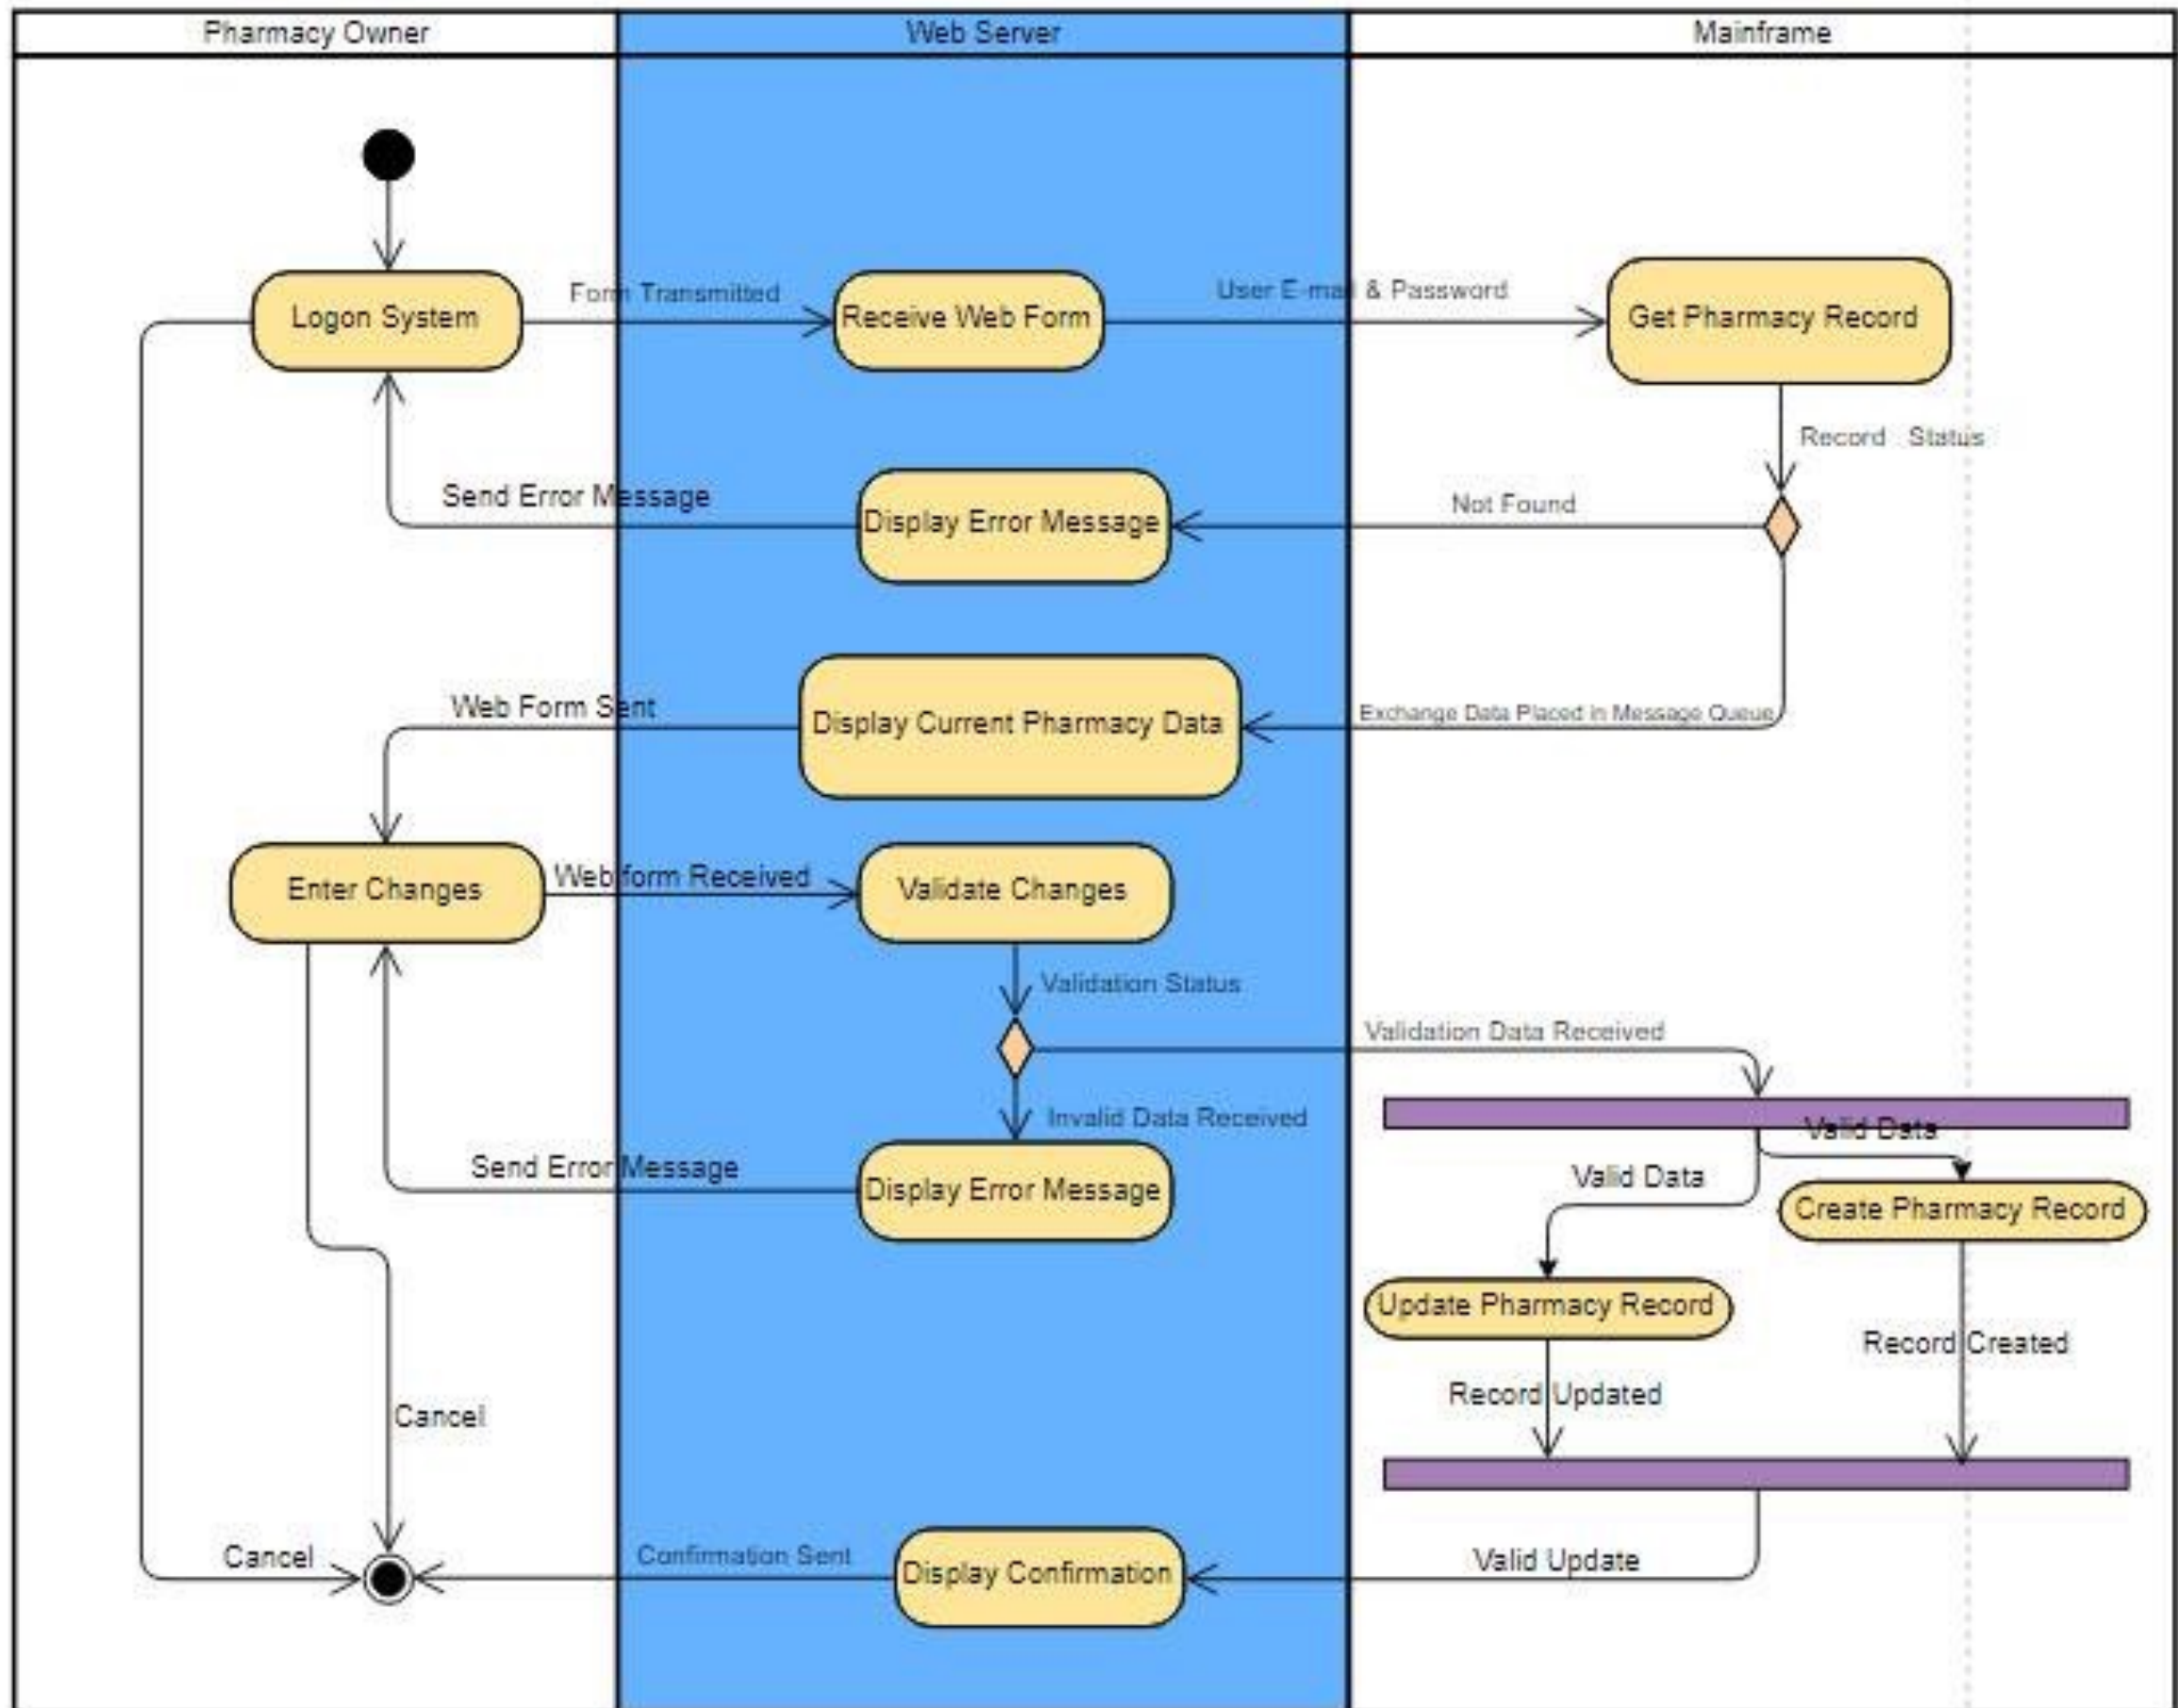 Pharmacy Owner
Web Server
Mainframe
Logon System
Form Transmitted
Receive Web Form
User E-mail & Password
Get Pharmacy Record
Record Status
Send Error Message
Display Error Message
Not Found
Web Form Sent
Display Current Pharmacy Data
Exchange Data Placed in Message Queue
Enter Changes
Web form Received
Validate Changes
Validation Status
Validation Data Received
Invalid Data Received
Valid Data
Valid Data
Send Error Message
Display Error Message
Create Pharmacy Record
Update Pharmacy Record
Record Created
Record Updated
Cancel
Cancel
Confirmation Sent
Display Confirmation
Valid Update